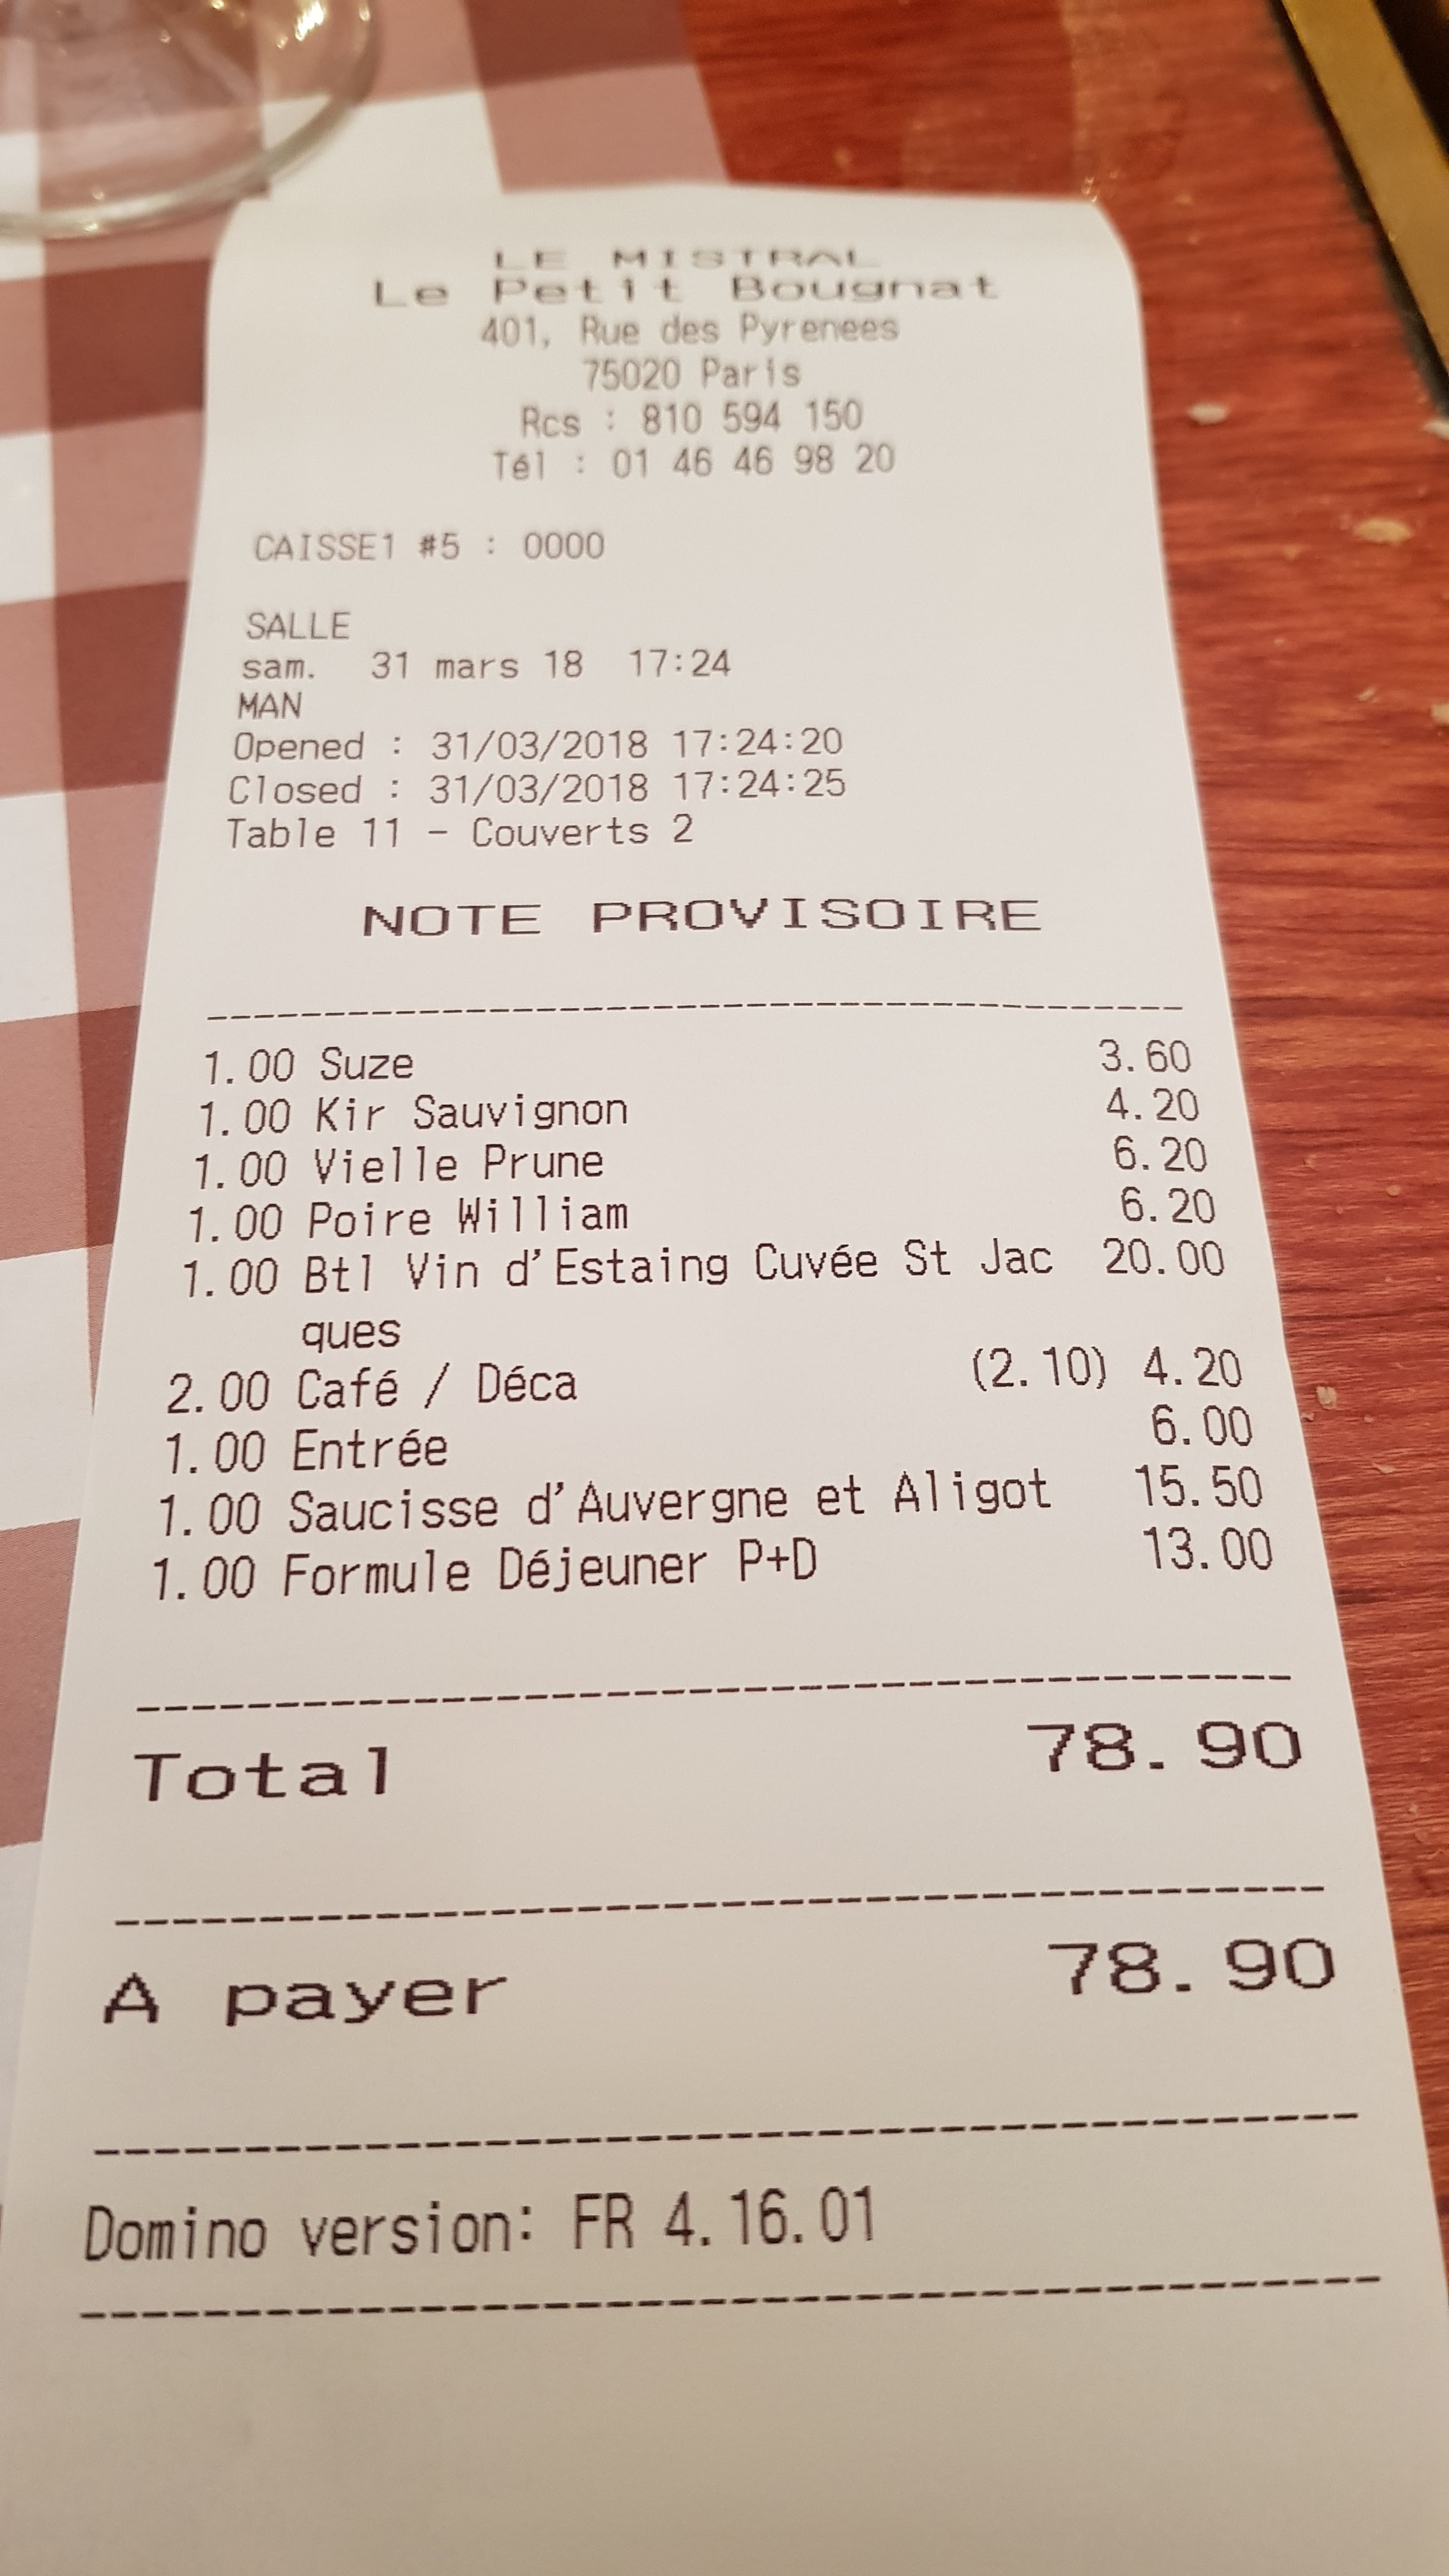 LE MISTRAL
Le Petit Bougnat
401, Rue des Pyrenees
75020 Paris
Rcs : 810 594 150
Tél : 01 46 46 98 20
CAISSE1 #5 : 0000
SALLE
sam. 31 mars 18 17:24
MAN
Opened : 31/03/2018 17:24:20
Closed : 31/03/2018 17:24:25
Table 11 - Couverts 2
NOTE PROVISOIRE
1.00 Suze 3.60
1.00 Kir Sauvignon 4.20
1.00 Vielle Prune 6.20
1.00 Poire William 6.20
1.00 Btl Vin d'Estaing Cuvée St Jac 20.00
ques
2.00 Café / Déca (2.10) 4.20
1.00 Entrée 6.00
1.00 Saucisse d'Auvergne et Aligot 15.50
1.00 Formule Déjeuner P+D 13.00
Total 78.90
A payer 78.90
Domino version: FR 4.16.01